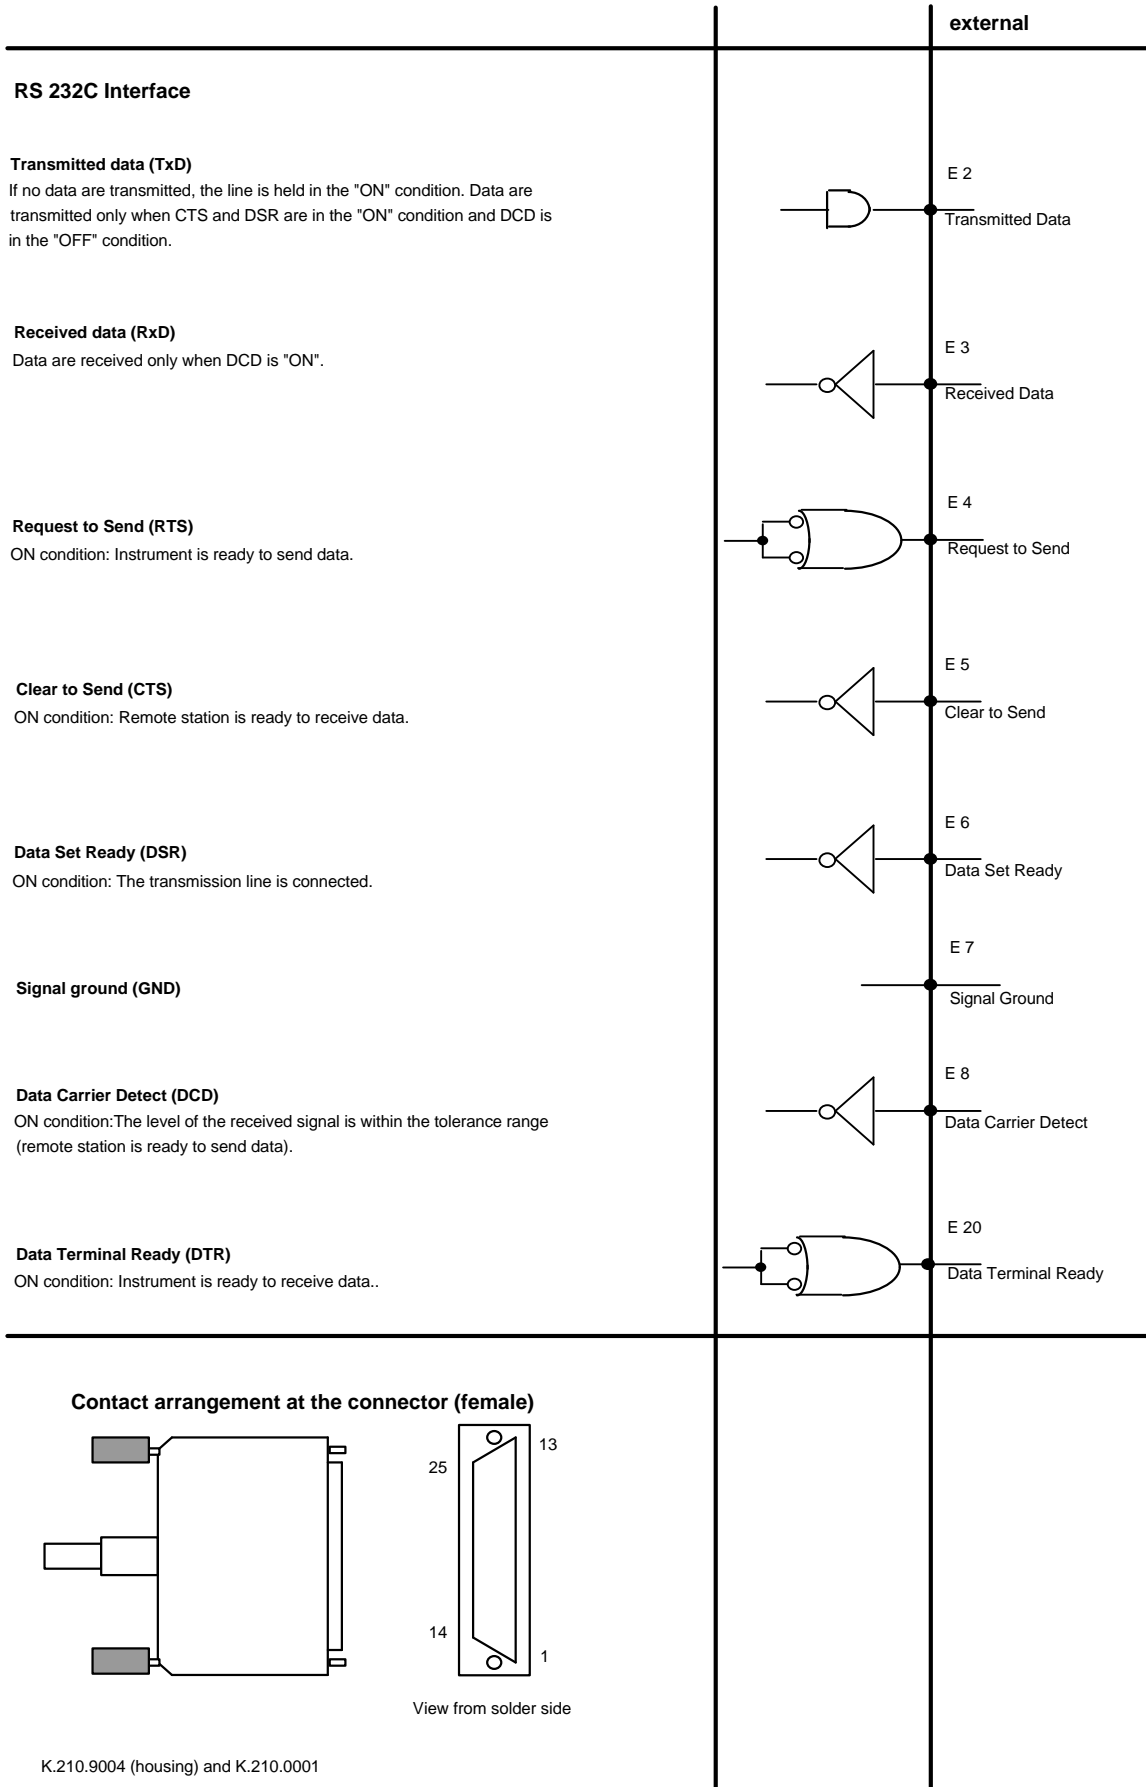 external
RS 232C Interface
Transmitted data (TxD)
If no data are transmitted, the line is held in the "ON" condition. Data are
transmitted only when CTS and DSR are in the "ON" condition and DCD is
in the "OFF" condition.
E 2
Transmitted Data
Received data (RxD)
Data are received only when DCD is "ON".
E 3
Received Data
Request to Send (RTS)
ON condition: Instrument is ready to send data.
E 4
Request to Send
Clear to Send (CTS)
ON condition: Remote station is ready to receive data.
E 5
Clear to Send
Data Set Ready (DSR)
ON condition: The transmission line is connected.
E 6
Data Set Ready
Signal ground (GND)
E 7
Signal Ground
Data Carrier Detect (DCD)
ON condition:The level of the received signal is within the tolerance range
(remote station is ready to send data).
E 8
Data Carrier Detect
Data Terminal Ready (DTR)
ON condition: Instrument is ready to receive data..
E 20
Data Terminal Ready
Contact arrangement at the connector (female)
13
25
14
1
View from solder side
K.210.9004 (housing) and K.210.0001